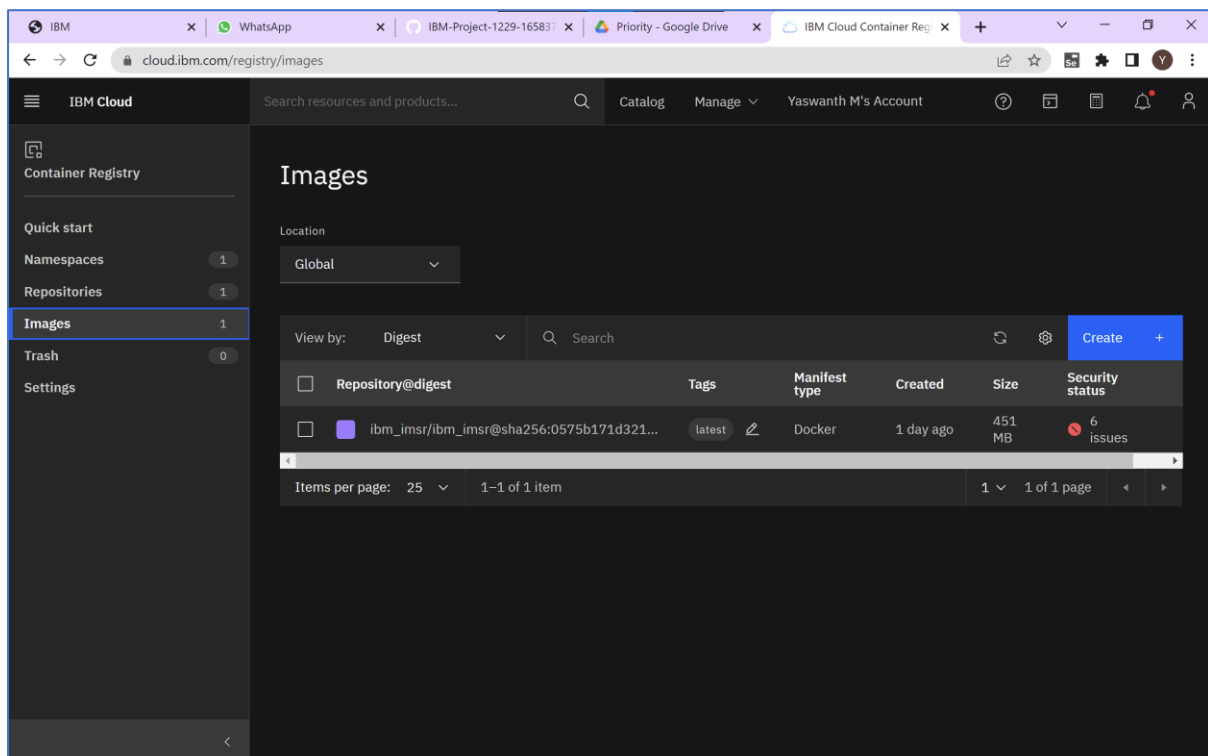 IBM
WhatsApp
IBM-Project-1229-165837
Priority - Google Drive
IBM Cloud Container Reg
cloud.ibm.com/registry/images
Se
Y
IBM Cloud
Search resources and products...
Catalog
Manage
Yaswanth M's Account
Container Registry
Quick start
Namespaces 1
Repositories 1
Images 1
Trash 0
Settings
Images
Location
Global
View by: Digest
Search
Create +
Repository@digest Tags Manifest type Created Size Security status
ibm_imsr/ibm_imsr@sha256:0575b171d321... latest Docker 1 day ago 451 MB 6 issues
Items per page: 25 1–1 of 1 item 1 1 of 1 page